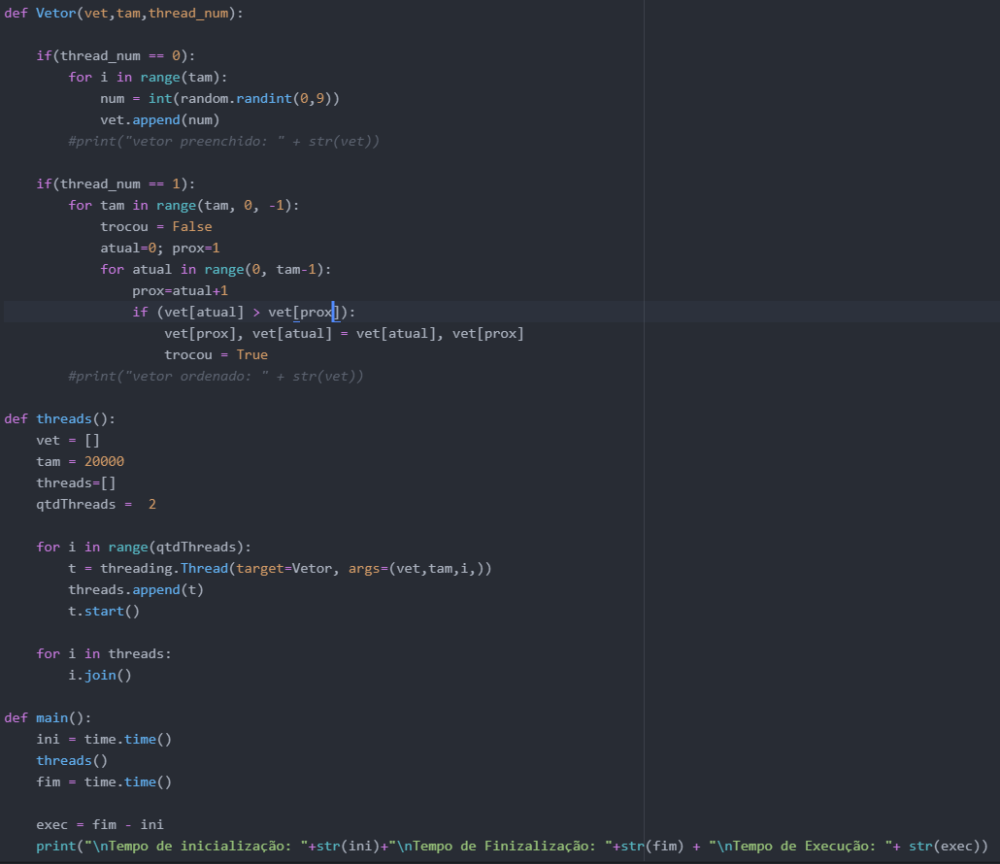 def Vetor(vet,tam,thread_num):

    if(thread_num == 0):
        for i in range(tam):
            num = int(random.randint(0,9))
            vet.append(num)
        #print("vetor preenchido: " + str(vet))

    if(thread_num == 1):
        for tam in range(tam, 0, -1):
            trocou = False
            atual=0; prox=1
            for atual in range(0, tam-1):
                prox=atual+1
                if (vet[atual] > vet[prox]):
                    vet[prox], vet[atual] = vet[atual], vet[prox]
                    trocou = True
        #print("vetor ordenado: " + str(vet))

def threads():
    vet = []
    tam = 20000
    threads=[]
    qtdThreads =  2

    for i in range(qtdThreads):
        t = threading.Thread(target=Vetor, args=(vet,tam,i,))
        threads.append(t)
        t.start()

    for i in threads:
        i.join()

def main():
    ini = time.time()
    threads()
    fim = time.time()

    exec = fim - ini
    print("\nTempo de inicialização: "+str(ini)+"\nTempo de Finizalização: "+str(fim) + "\nTempo de Execução: "+ str(exec))